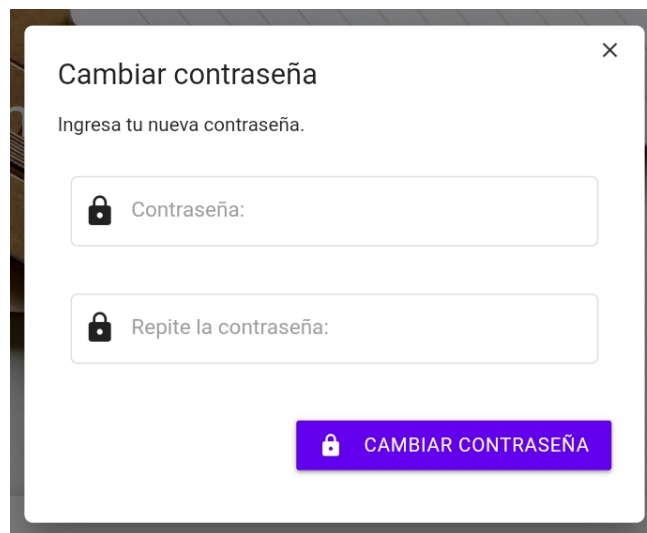 Cambiar contraseña
Ingresa tu nueva contraseña.
Contraseña:
Repite la contraseña:
CAMBIAR CONTRASEÑA